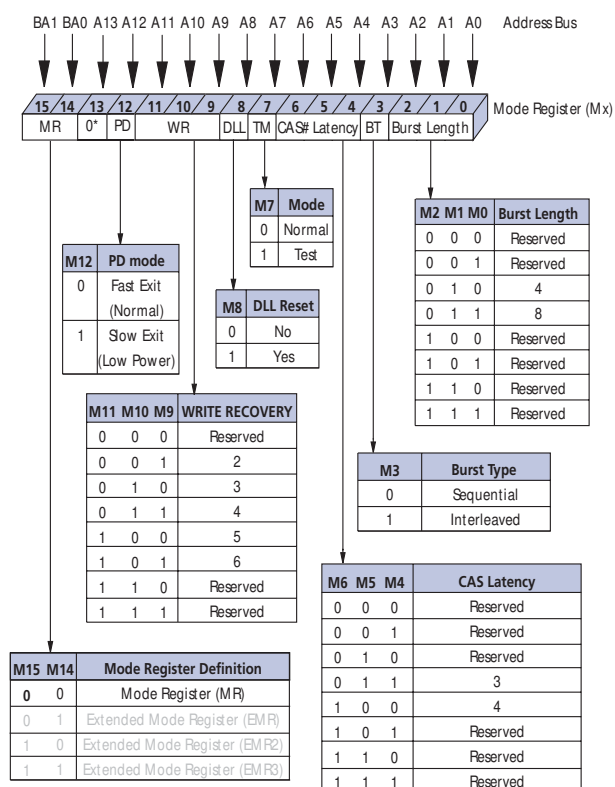 BA1 BA0 A13 A12 A11 A10 A9 A8 A7 A6 A5 A4 A3 A2 A1 A0 Address Bus
15 14 13 12 11 10 9 8 7 6 5 4 3 2 1 0 Mode Register (Mx)
MR 0* PD WR DLL TM CAS# Latency BT Burst Length
M7 Mode
0 Normal
1 Test
M2 M1 M0 Burst Length
0 0 0 Reserved
0 0 1 Reserved
0 1 0 4
0 1 1 8
1 0 0 Reserved
1 0 1 Reserved
1 1 0 Reserved
1 1 1 Reserved
M12 PD mode
0 Fast Exit
(Normal)
1 Slow Exit
(Low Power)
M8 DLL Reset
0 No
1 Yes
M11 M10 M9 WRITE RECOVERY
0 0 0 Reserved
0 0 1 2
0 1 0 3
0 1 1 4
1 0 0 5
1 0 1 6
1 1 0 Reserved
1 1 1 Reserved
M3 Burst Type
0 Sequential
1 Interleaved
M6 M5 M4 CAS Latency
0 0 0 Reserved
0 0 1 Reserved
0 1 0 Reserved
0 1 1 3
1 0 0 4
1 0 1 Reserved
1 1 0 Reserved
1 1 1 Reserved
M15 M14 Mode Register Definition
0 0 Mode Register (MR)
0 1 Extended Mode Register (EMR)
1 0 Extended Mode Register (EMR2)
1 1 Extended Mode Register (EMR3)